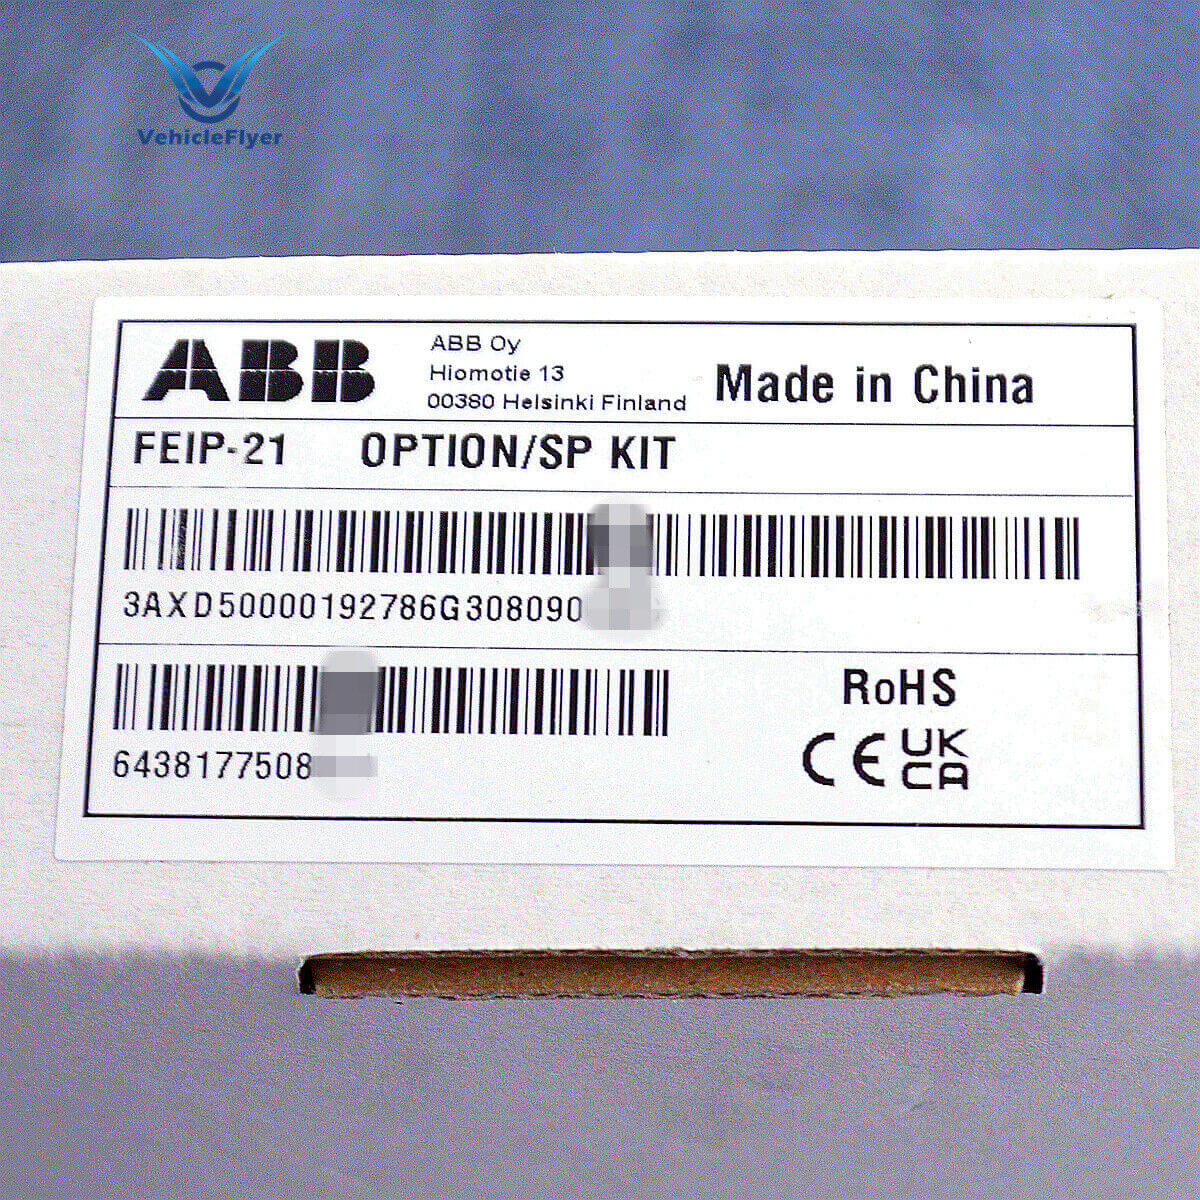 VehicleFlyer
ABB
ABB Oy
Hiomotie 13
00380 Helsinki Finland
Made in China
FEIP-21 OPTION/SP KIT
3AXD50000192786G308090
6438177508
RoHS
CE UK
CA